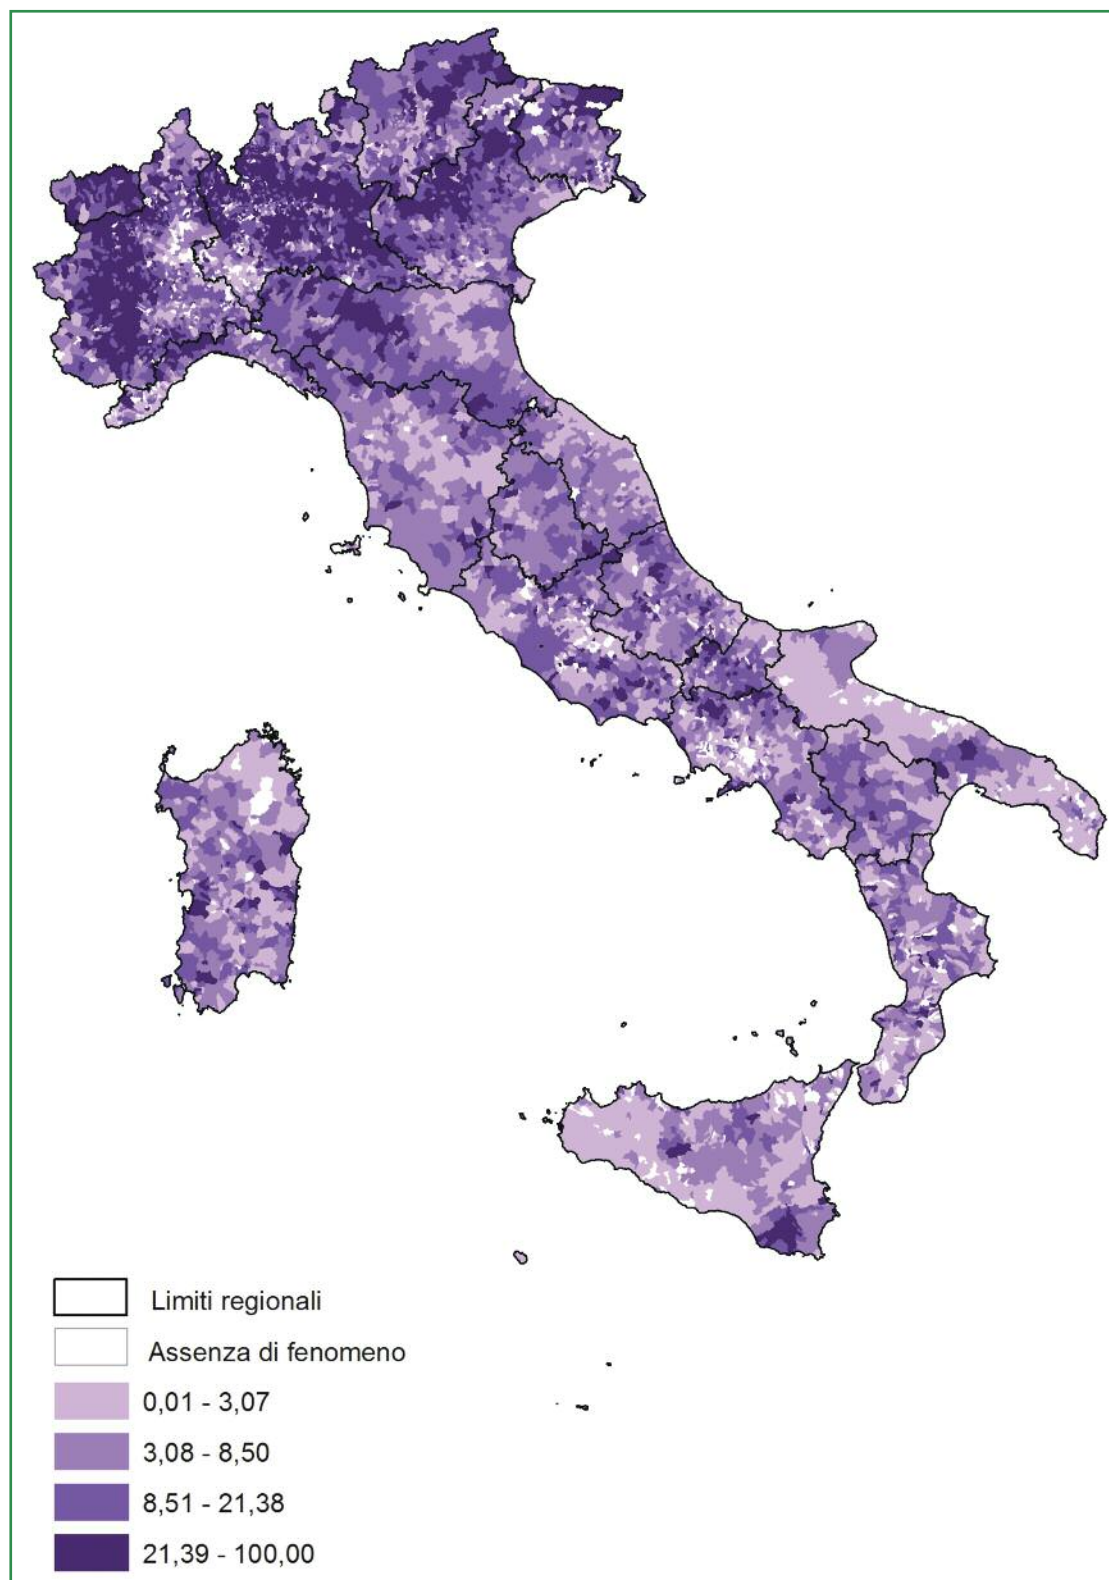 Limiti regionali
Assenza di fenomeno
0,01 - 3,07
3,08 - 8,50
8,51 - 21,38
21,39 - 100,00